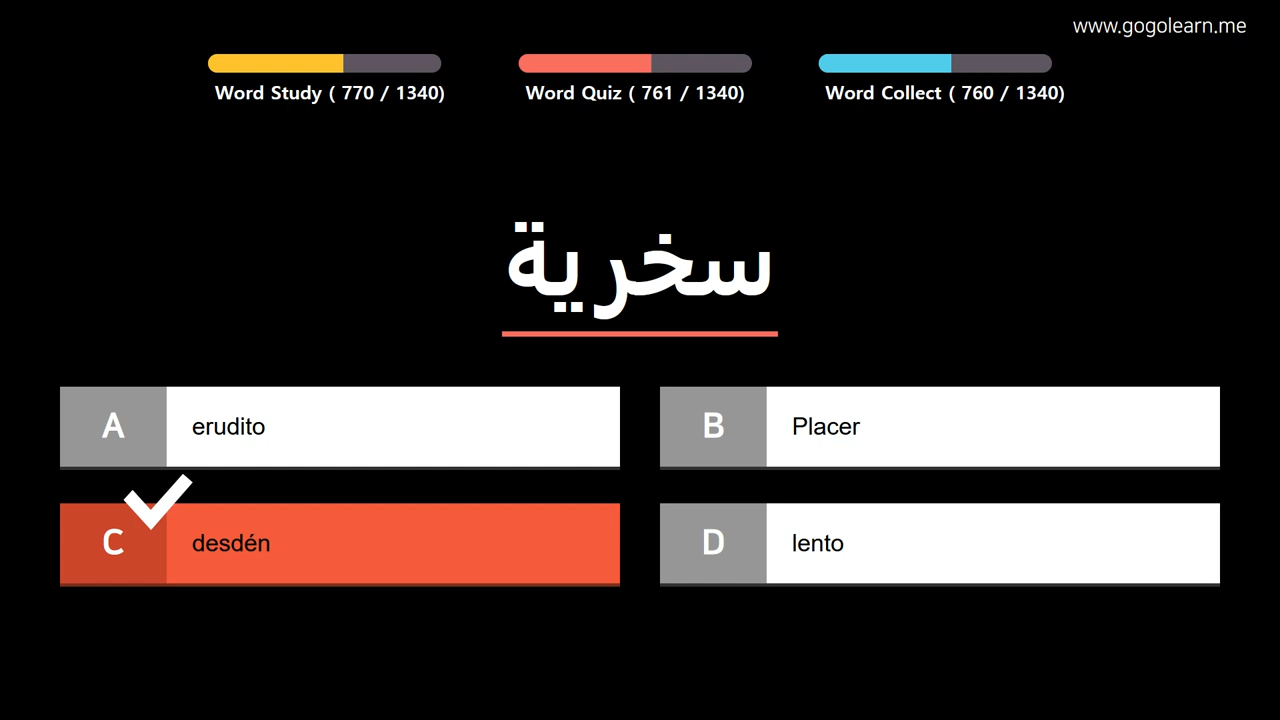 www.gogolearn.me
Word Study ( 770 / 1340)
Word Quiz ( 761 / 1340)
Word Collect ( 760 / 1340)
سخرية
A erudito
B Placer
C desdén
D lento